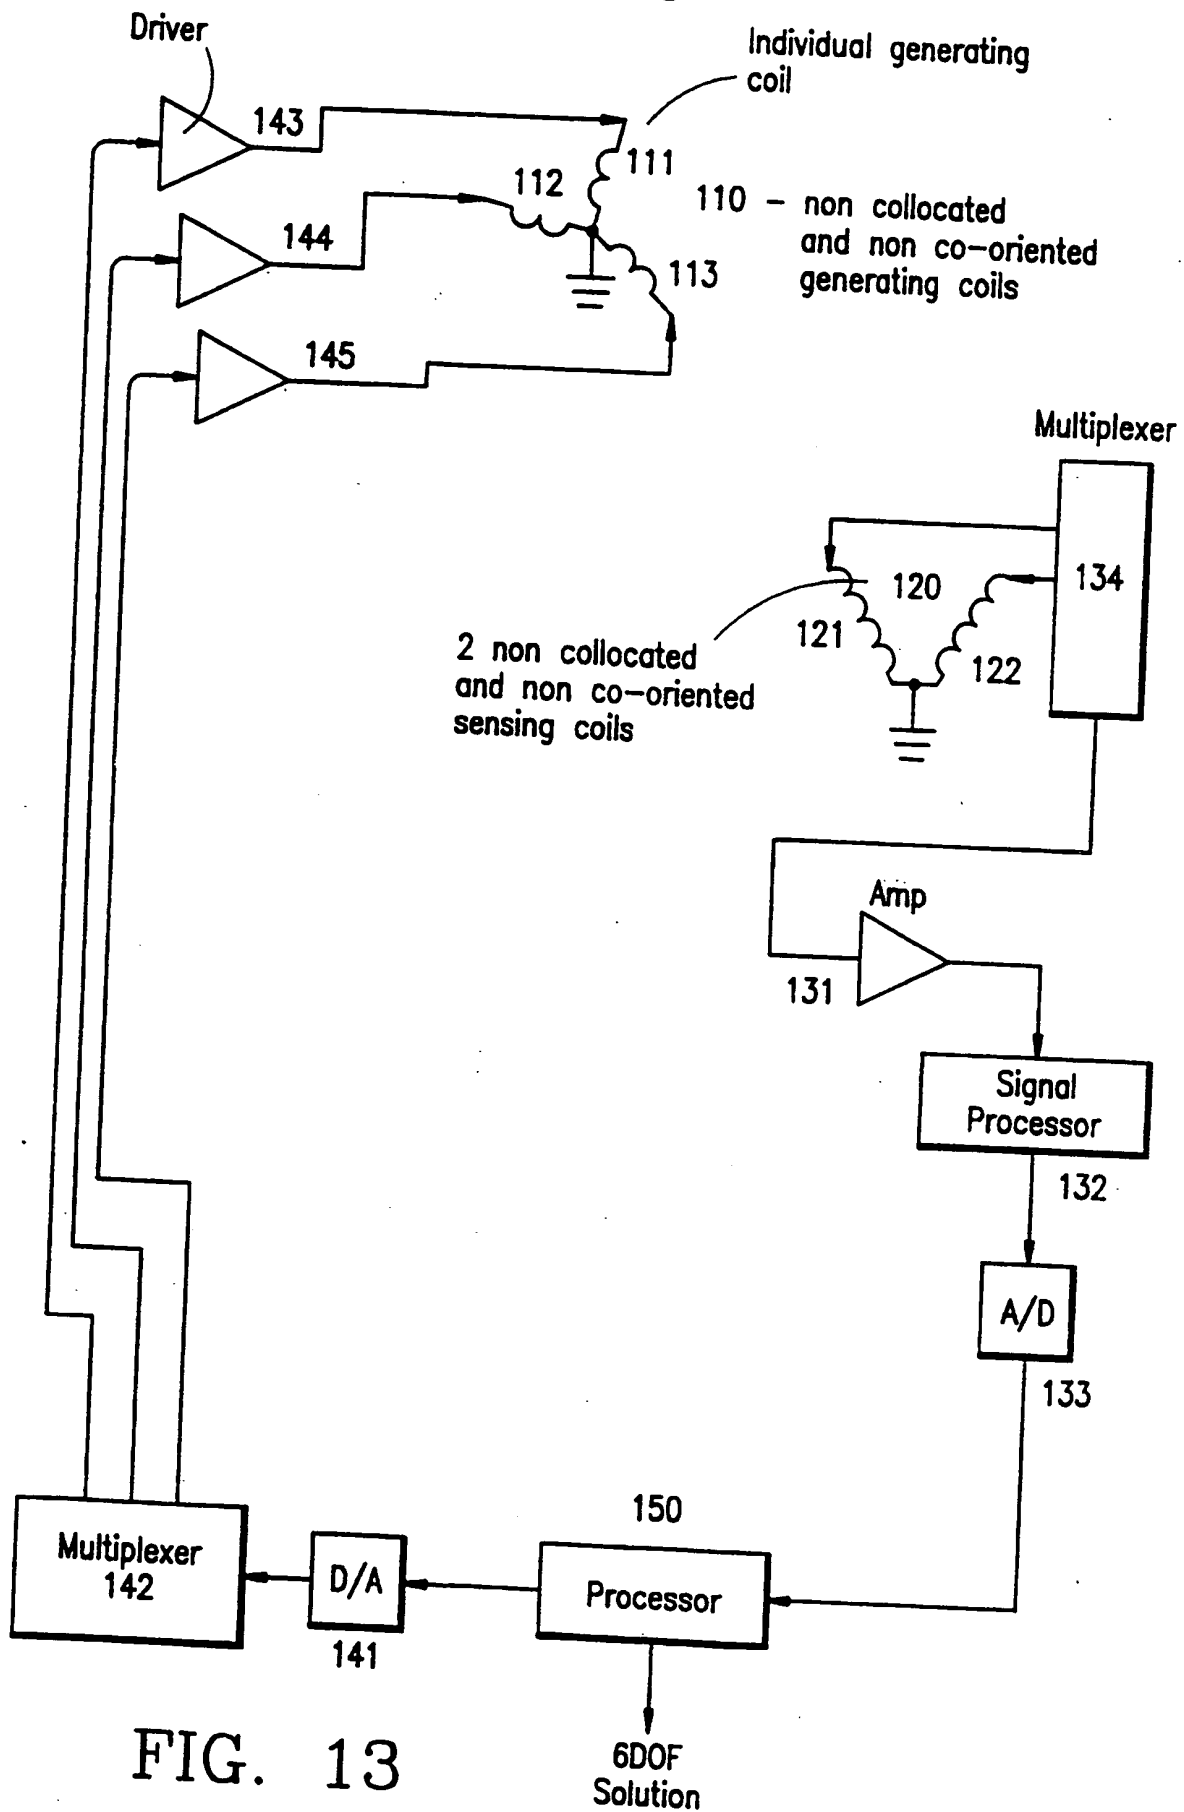 Driver
Individual generating
coil
143
111
112
110 - non collocated
and non co-oriented
generating coils
144
113
145
Multiplexer
134
120
121
122
2 non collocated
and non co-oriented
sensing coils
Amp
131
Signal
Processor
132
A/D
133
150
Multiplexer
142
D/A
141
Processor
6DOF
Solution
FIG. 13